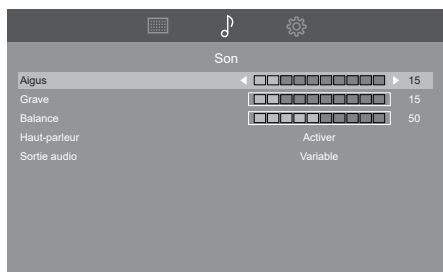 Son
Aigus 15
Grave 15
Balance 50
Haut-parleur Activer
Sortie audio Variable